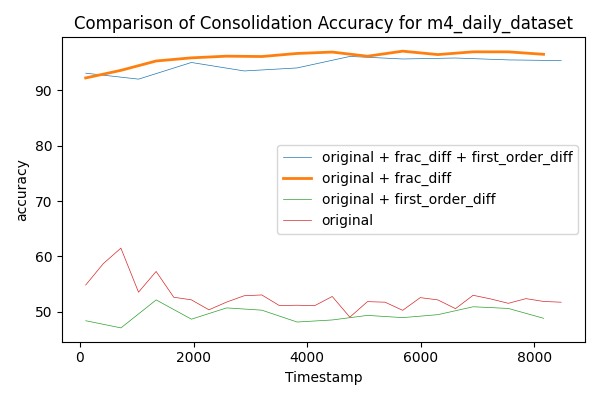 Comparison of Consolidation Accuracy for m4_daily_dataset
accuracy
90
80
70
60
50
original + frac_diff + first_order_diff
original + frac_diff
original + first_order_diff
original
0 2000 4000 6000 8000
Timestamp